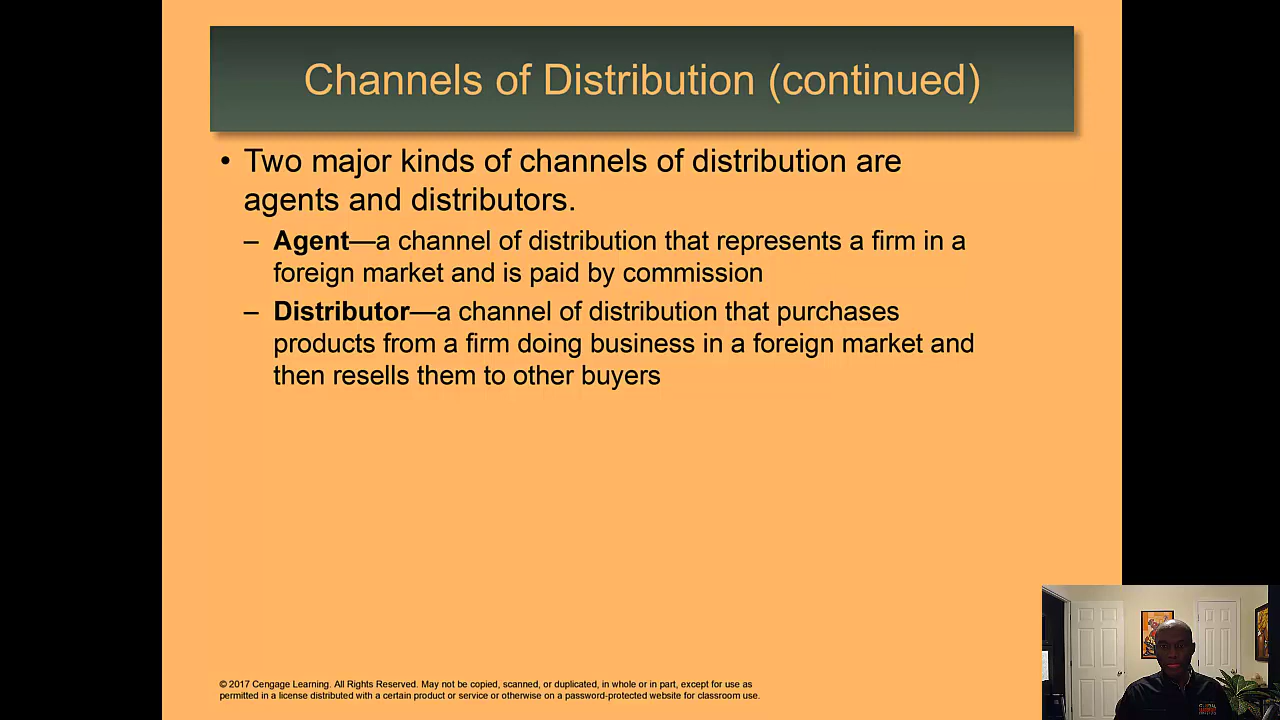 Channels of Distribution (continued)
• Two major kinds of channels of distribution are
agents and distributors.
– Agent—a channel of distribution that represents a firm in a
foreign market and is paid by commission
– Distributor—a channel of distribution that purchases
products from a firm doing business in a foreign market and
then resells them to other buyers
© 2017 Cengage Learning. All Rights Reserved. May not be copied, scanned, or duplicated, in whole or in part, except for use as
permitted in a license distributed with a certain product or service or otherwise on a password-protected website for classroom use.